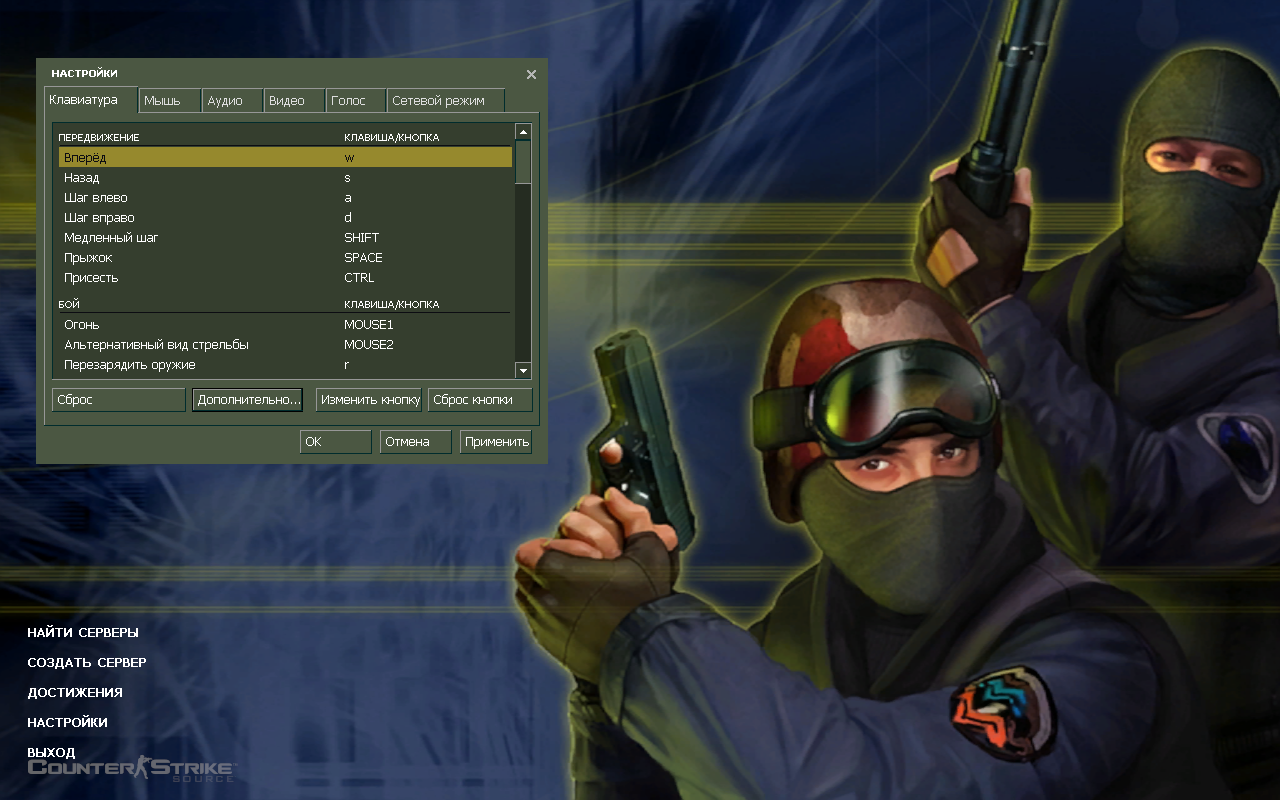 НАСТРОЙКИ
Клавиатура Мышь Аудио Видео Голос Сетевой режим
ПЕРЕДВИЖЕНИЕ КЛАВИША/КНОПКА
Вперёд w
Назад s
Шаг влево a
Шаг вправо d
Медленный шаг SHIFT
Прыжок SPACE
Присесть CTRL
БОЙ КЛАВИША/КНОПКА
Огонь MOUSE1
Альтернативный вид стрельбы MOUSE2
Перезарядить оружие r
Сброс Дополнительно... Изменить кнопку Сброс кнопки
OK Отмена Применить
НАЙТИ СЕРВЕРЫ
СОЗДАТЬ СЕРВЕР
ДОСТИЖЕНИЯ
НАСТРОЙКИ
ВЫХОД
COUNTER STRIKE
SOURCE